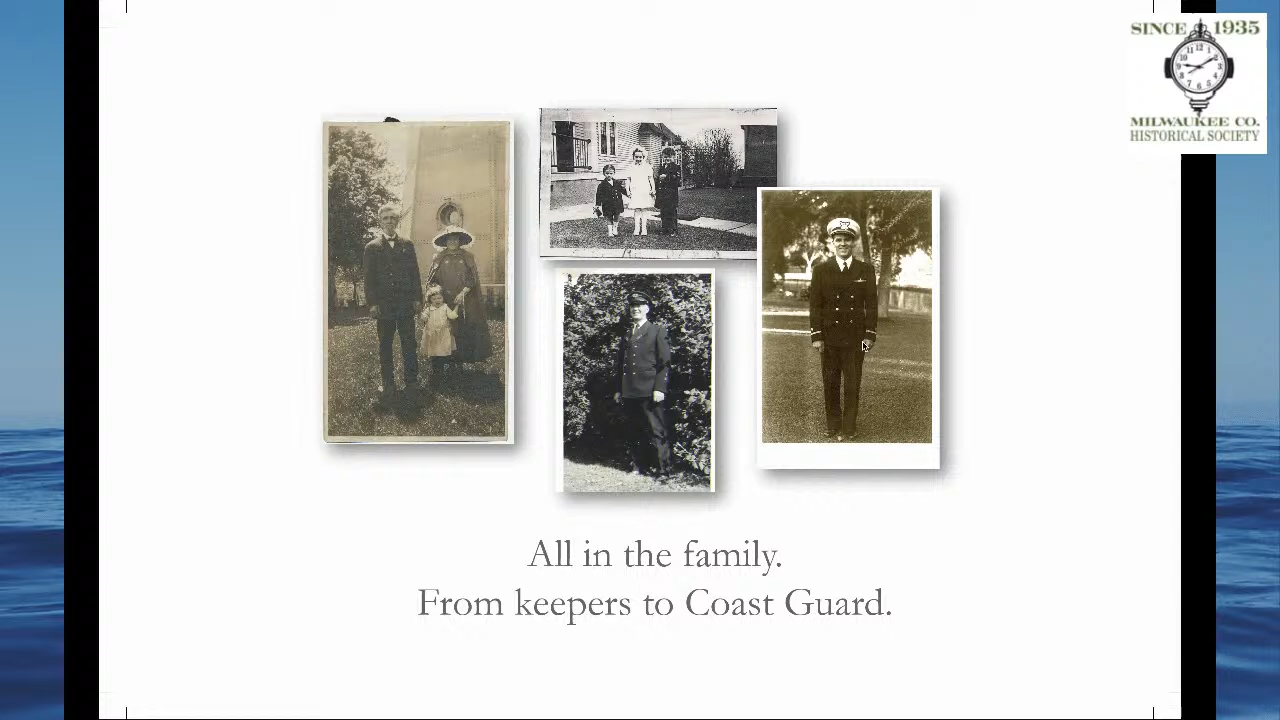 SINCE 1935
MILWAUKEE CO.
HISTORICAL SOCIETY
All in the family.
From keepers to Coast Guard.